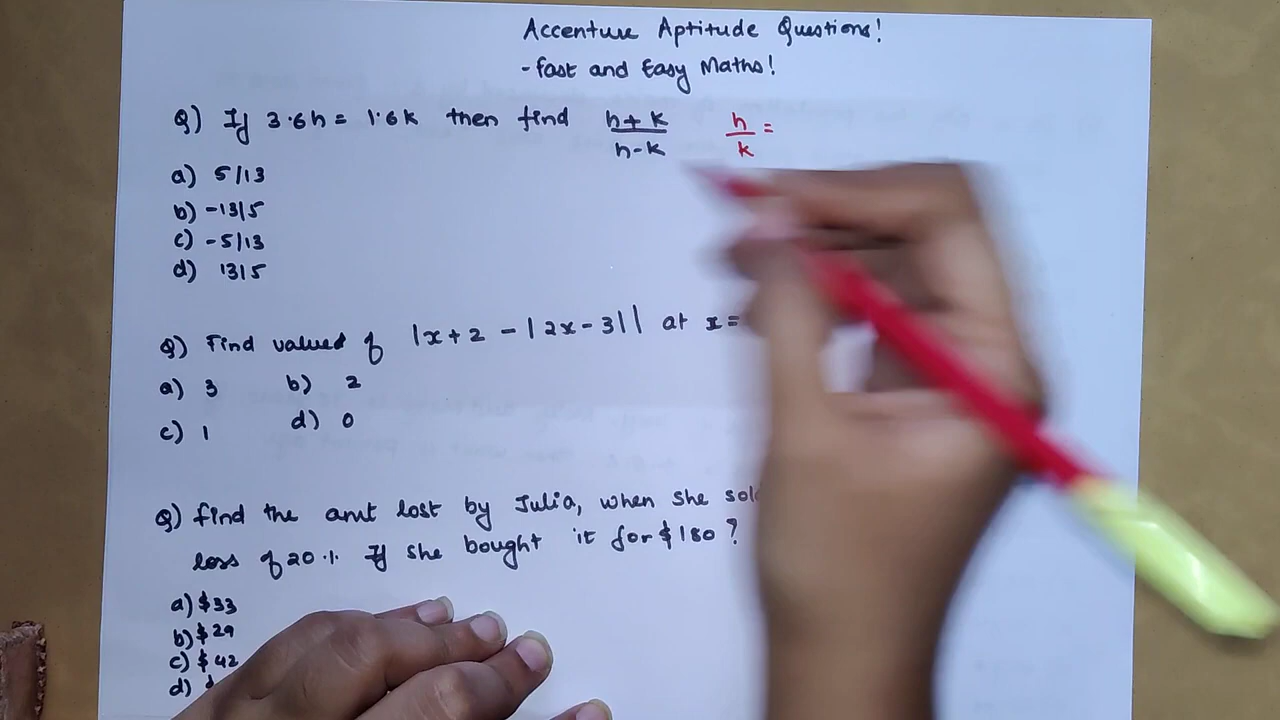 Accenture Aptitude Questions!
-Fast and Easy Maths!
Q) If 3.6h = 1.6k then find h+k/h-k h/k =
a) 5/13
b) -13/5
c) -5/13
d) 13/5
Q) Find valued of |x+2 -|2x-3|| at x=
a) 3 b) 2
c) 1 d) 0
Q) Find the amt lost by Julia, when she sold
loss of 20% If she bought it for $180?
a) $33
b) $29
c) $42
d)